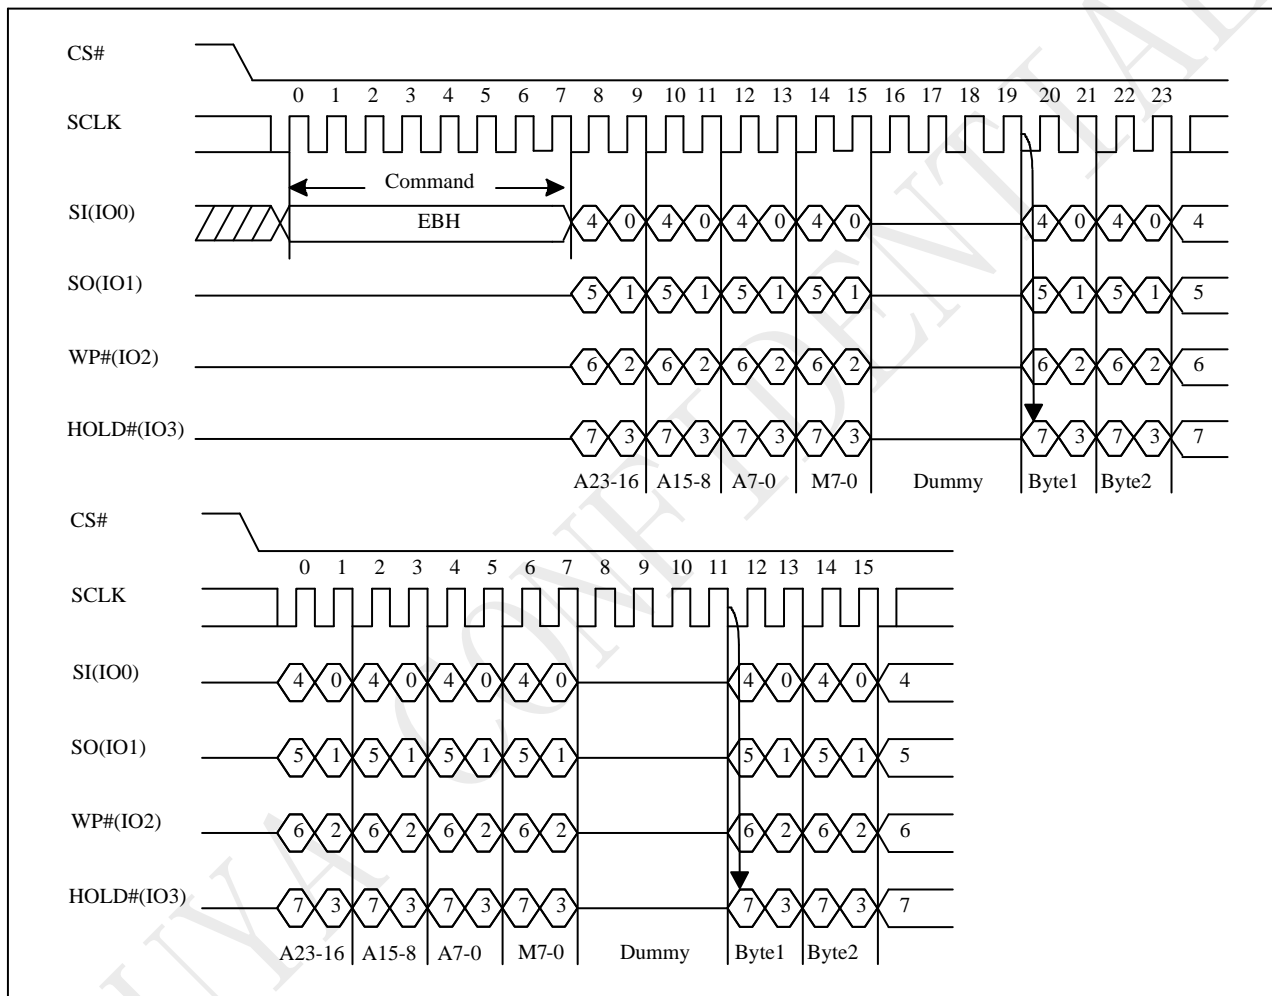 CS#
0 1 2 3 4 5 6 7 8 9 10 11 12 13 14 15 16 17 18 19 20 21 22 23
SCLK
Command
SI(IO0) EBH 4 0 4 0 4 0 4 0 4 0 4 0 4
SO(IO1) 5 1 5 1 5 1 5 1 5 1 5 1 5
WP#(IO2) 6 2 6 2 6 2 6 2 6 2 6 2 6
HOLD#(IO3) 7 3 7 3 7 3 7 3 7 3 7 3 7
A23-16 A15-8 A7-0 M7-0 Dummy Byte1 Byte2
CS#
0 1 2 3 4 5 6 7 8 9 10 11 12 13 14 15
SCLK
SI(IO0) 4 0 4 0 4 0 4 0 4 0 4 0 4
SO(IO1) 5 1 5 1 5 1 5 1 5 1 5 1 5
WP#(IO2) 6 2 6 2 6 2 6 2 6 2 6 2 6
HOLD#(IO3) 7 3 7 3 7 3 7 3 7 3 7 3 7
A23-16 A15-8 A7-0 M7-0 Dummy Byte1 Byte2
UYA CONFIDENTIAL